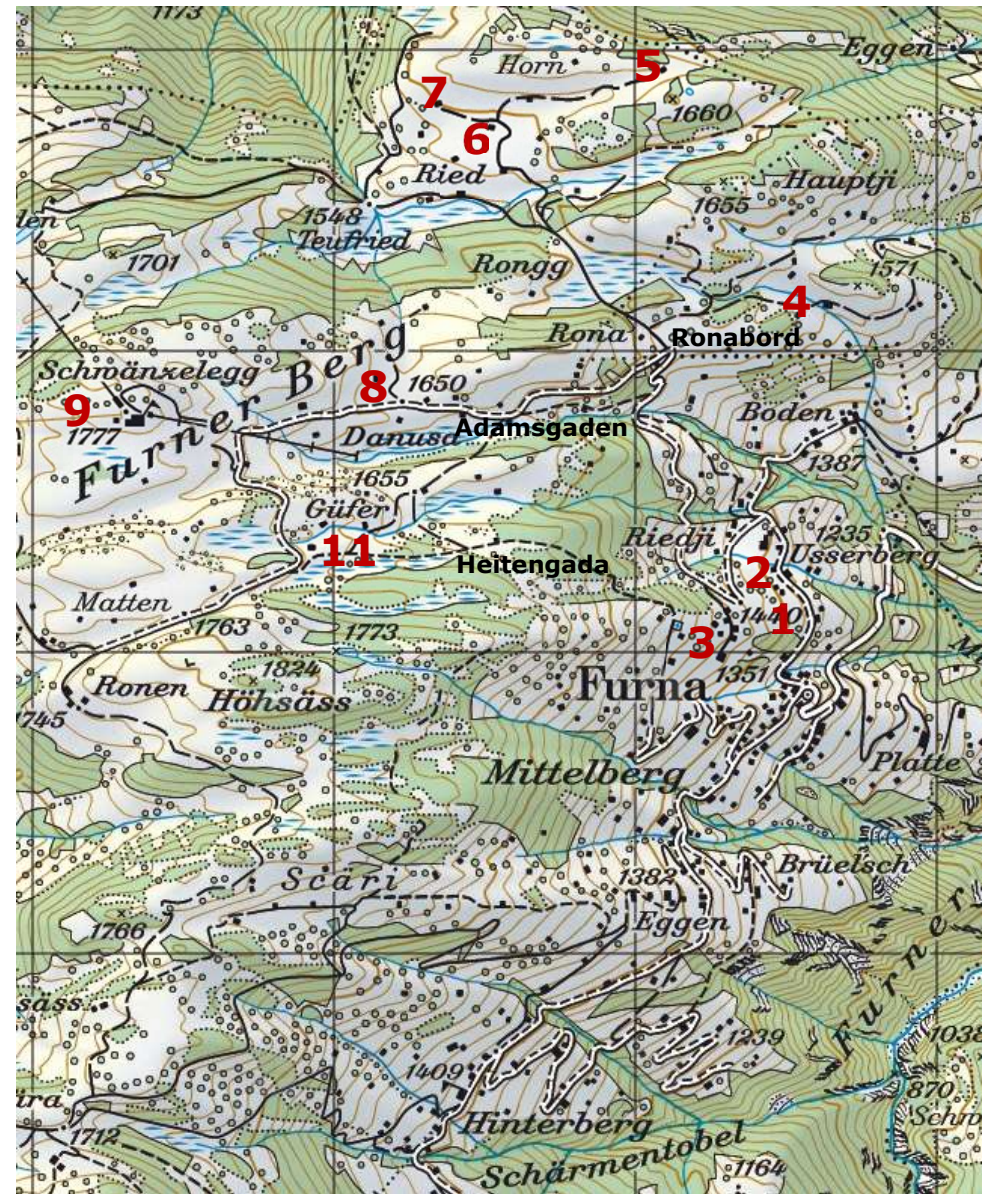 1173
Eggen
Horn
5
7
1660
6
Ried
Hauptji
1548
1655
Teufried
1701
Rongg
1571
4
Rona
Ronabord
Schwänzelegg
8
1650
9
1777
Furner Berg
Danusa
Adamsgaden
Boden
1387
1655
Güfer
11
Heitengada
Riedji
1235
Usserberg
2
Matten
1763
1773
1
3
1351
1824
Furna
Ronen
Höhsäss
745
Mittelberg
Platte
Brüelsch
1382
Scäri
Eggen
1766
säss
Furner
1038
1239
1409
870
Hinterberg
1712
Schärmentobel
1164